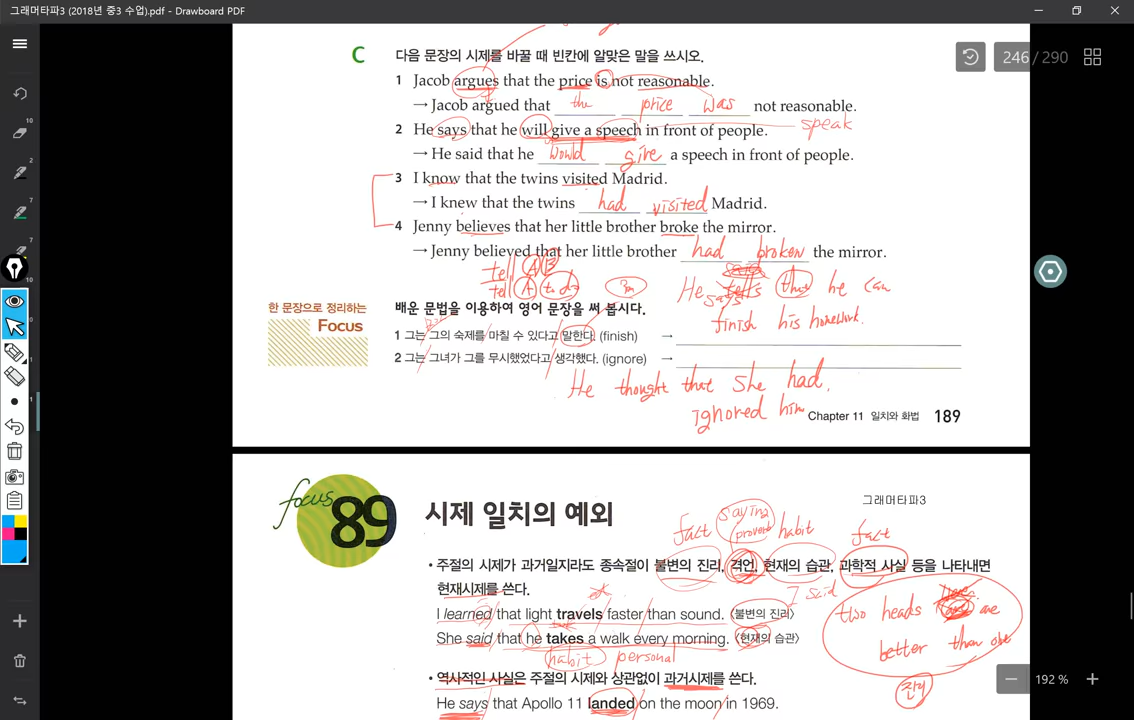 그래머타파3 (2018년 중3 수업).pdf - Drawboard PDF
246 / 290
C 다음 문장의 시제를 바꿀 때 빈칸에 알맞은 말을 쓰시오.
1 Jacob argues that the price is not reasonable.
→ Jacob argued that the price was not reasonable.
speak
2 He says that he will give a speech in front of people.
→ He said that he would give a speech in front of people.
3 I know that the twins visited Madrid.
→ I knew that the twins had visited Madrid.
4 Jenny believes that her little brother broke the mirror.
→ Jenny believed that her little brother had broken the mirror.
tell A B
tell A to
He tells that he can
says
finish his homework.
한 문장으로 정리하는
Focus
배운 문법을 이용하여 영어 문장을 써 봅시다.
1 그는 그의 숙제를 마칠 수 있다고 말한다. (finish) →
2 그는 그녀가 그를 무시했었다고 생각했다. (ignore) →
He thought that she had
ignored him
Chapter 11 일치와 화법 189
focus 89 시제 일치의 예외
그래머타파3
fact saying proverb habit fact
• 주절의 시제가 과거일지라도 종속절이 불변의 진리, 격언, 현재의 습관, 과학적 사실 등을 나타내면
현재시제를 쓴다.
I said
I learned that light travels faster than sound. 〈불변의 진리〉
two heads are
She said that he takes a walk every morning. 〈현재의 습관〉
better than one
habit personal
• 역사적인 사실은 주절의 시제와 상관없이 과거시제를 쓴다.
진리
He says that Apollo 11 landed on the moon in 1969.
192 %